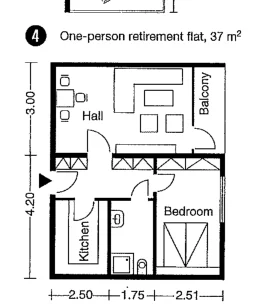 4 One-person retirement flat, 37 m²
3.00
Balcony
Hall
4.20
Kitchen
Bedroom
2.50 1.75 2.51